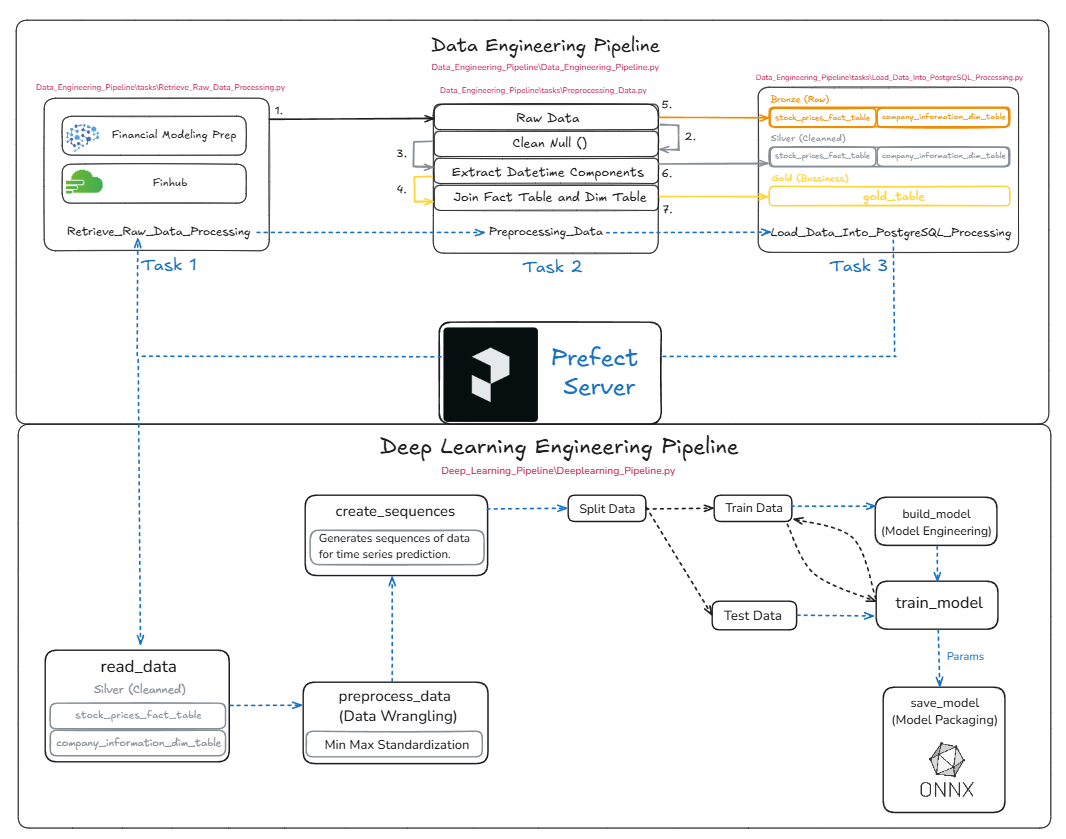 Data Engineering Pipeline
Data_Engineering_Pipeline\Data_Engineering_Pipeline.py
Data_Engineering_Pipeline\tasks\Retrieve_Raw_Data_Processing.py
Financial Modeling Prep
Finhub
Retrieve_Raw_Data_Processing
Task 1
1.
Data_Engineering_Pipeline\tasks\Preprocessing_Data.py
Raw Data
Clean Null ()
Extract Datetime Components
Join Fact Table and Dim Table
Preprocessing_Data
Task 2
2.
3.
4.
5.
6.
7.
Data_Engineering_Pipeline\tasks\Load_Data_Into_PostgreSQL_Processing.py
Bronze (Raw)
stock_prices_fact_table
company_information_dim_table
Silver (Cleanned)
stock_prices_fact_table
company_information_dim_table
Gold (Bussiness)
gold_table
Load_Data_Into_PostgreSQL_Processing
Task 3
Prefect
Server
Deep Learning Engineering Pipeline
Deep_Learning_Pipeline\Deeplearning_Pipeline.py
read_data
Silver (Cleanned)
stock_prices_fact_table
company_information_dim_table
preprocess_data
(Data Wrangling)
Min Max Standardization
create_sequences
Generates sequences of data
for time series prediction.
Split Data
Train Data
Test Data
build_model
(Model Engineering)
train_model
Params
save_model
(Model Packaging)
ONNX